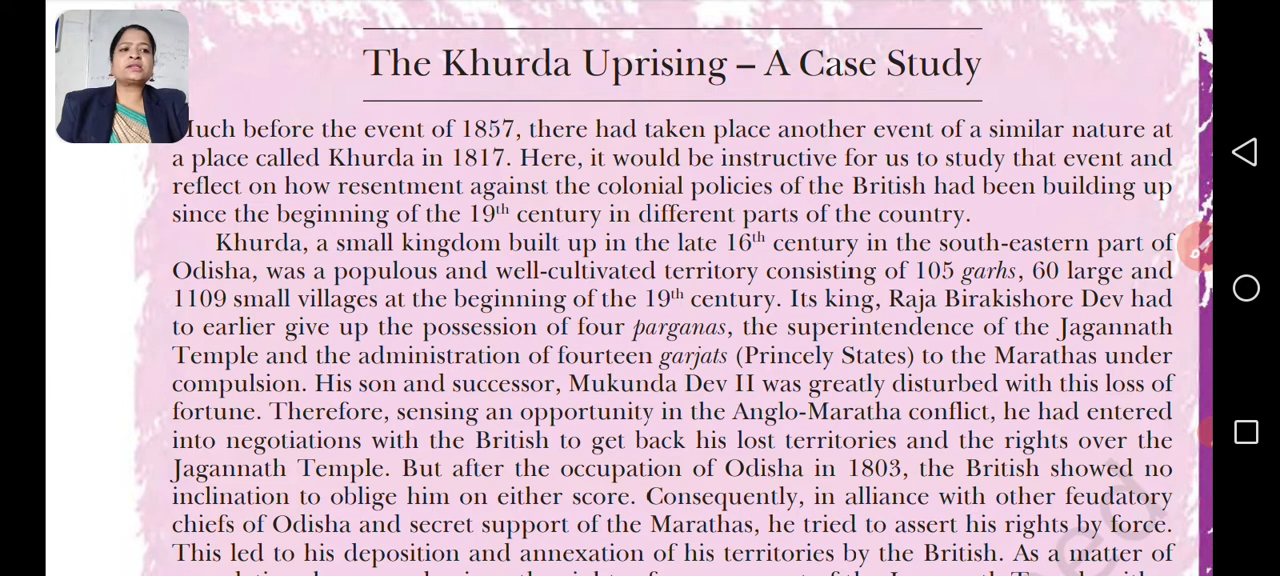 The Khurda Uprising – A Case Study
Much before the event of 1857, there had taken place another event of a similar nature at
a place called Khurda in 1817. Here, it would be instructive for us to study that event and
reflect on how resentment against the colonial policies of the British had been building up
since the beginning of the 19th century in different parts of the country.
Khurda, a small kingdom built up in the late 16th century in the south-eastern part of
Odisha, was a populous and well-cultivated territory consisting of 105 garhs, 60 large and
1109 small villages at the beginning of the 19th century. Its king, Raja Birakishore Dev had
to earlier give up the possession of four parganas, the superintendence of the Jagannath
Temple and the administration of fourteen garjats (Princely States) to the Marathas under
compulsion. His son and successor, Mukunda Dev II was greatly disturbed with this loss of
fortune. Therefore, sensing an opportunity in the Anglo-Maratha conflict, he had entered
into negotiations with the British to get back his lost territories and the rights over the
Jagannath Temple. But after the occupation of Odisha in 1803, the British showed no
inclination to oblige him on either score. Consequently, in alliance with other feudatory
chiefs of Odisha and secret support of the Marathas, he tried to assert his rights by force.
This led to his deposition and annexation of his territories by the British. As a matter of